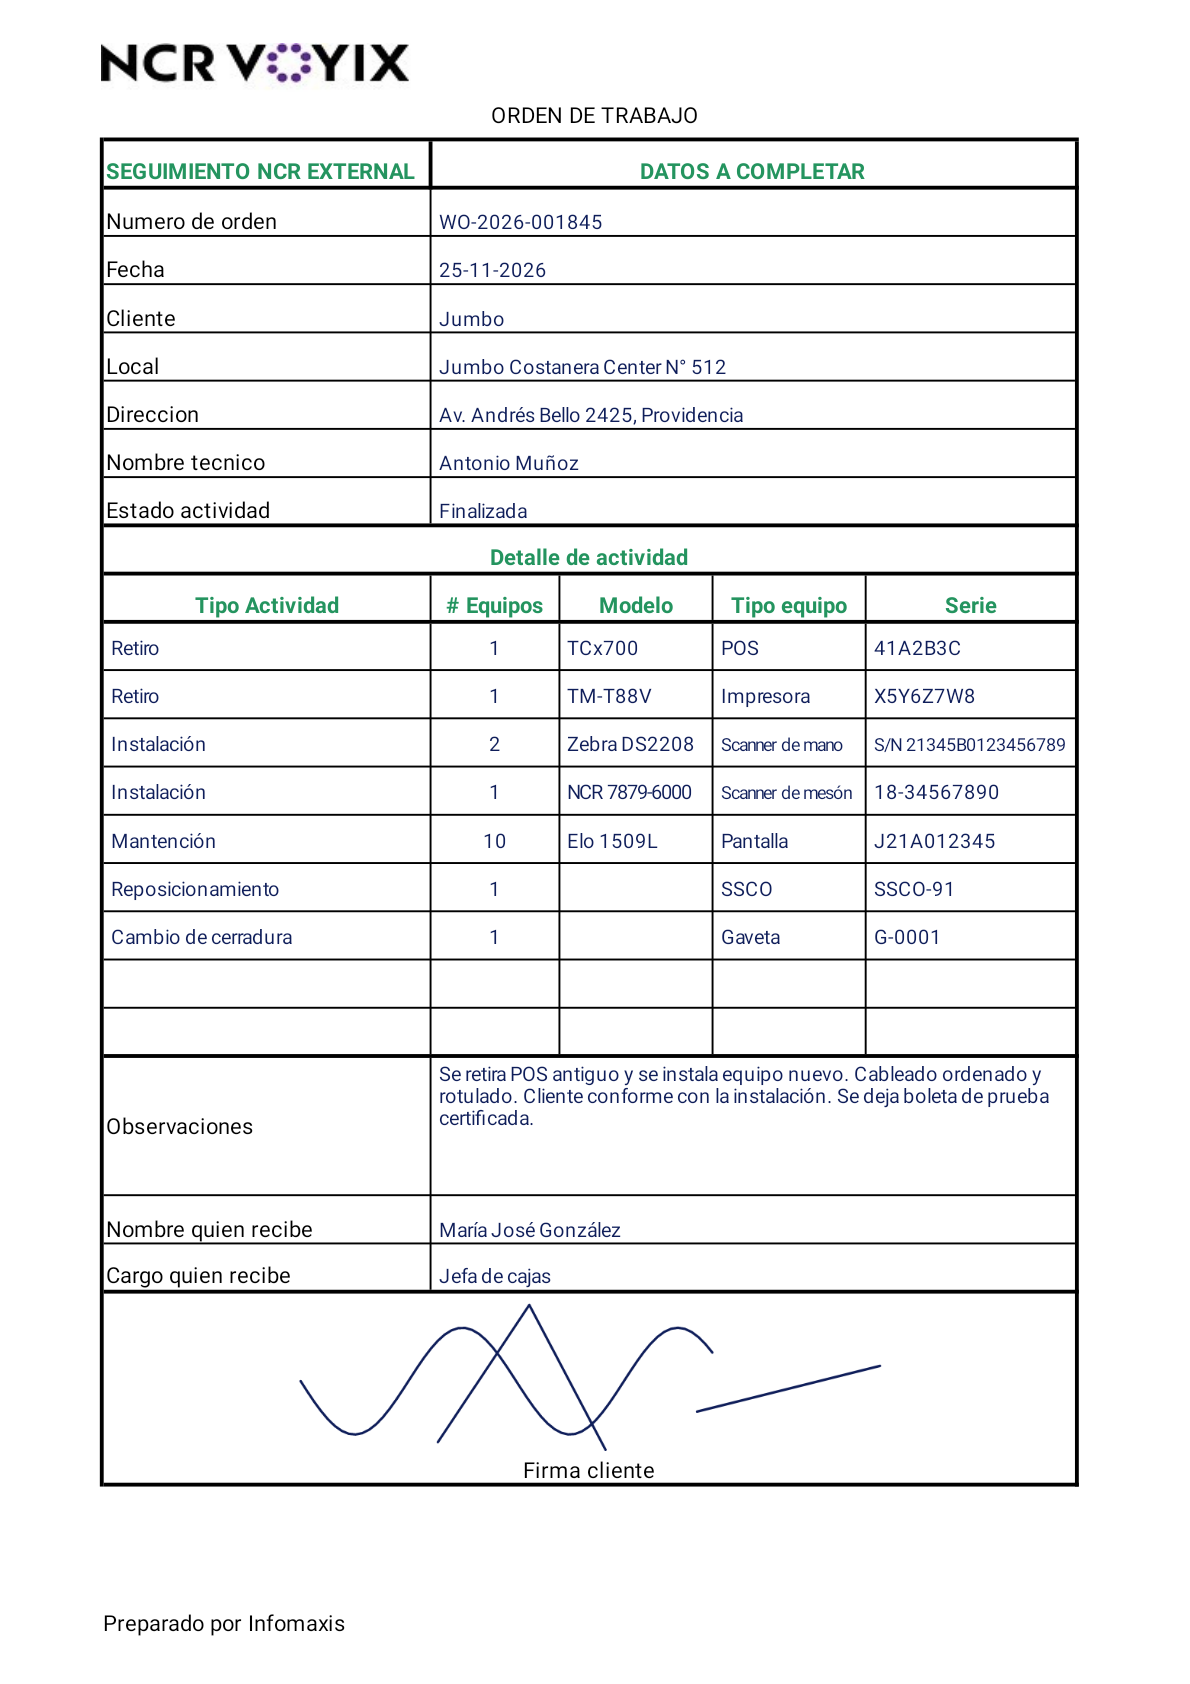 NCR VOYIX
ORDEN DE TRABAJO
SEGUIMIENTO NCR EXTERNAL DATOS A COMPLETAR
Numero de orden WO-2026-001845
Fecha 25-11-2026
Cliente Jumbo
Local Jumbo Costanera Center N° 512
Direccion Av. Andrés Bello 2425, Providencia
Nombre tecnico Antonio Muñoz
Estado actividad Finalizada
Detalle de actividad
Tipo Actividad # Equipos Modelo Tipo equipo Serie
Retiro 1 TCx700 POS 41A2B3C
Retiro 1 TM-T88V Impresora X5Y6Z7W8
Instalación 2 Zebra DS2208 Scanner de mano S/N 21345B0123456789
Instalación 1 NCR 7879-6000 Scanner de mesón 18-34567890
Mantención 10 Elo 1509L Pantalla J21A012345
Reposicionamiento 1 SSCO SSCO-91
Cambio de cerradura 1 Gaveta G-0001
Observaciones
Se retira POS antiguo y se instala equipo nuevo. Cableado ordenado y
rotulado. Cliente conforme con la instalación. Se deja boleta de prueba
certificada.
Nombre quien recibe María José González
Cargo quien recibe Jefa de cajas
Firma cliente
Preparado por Infomaxis